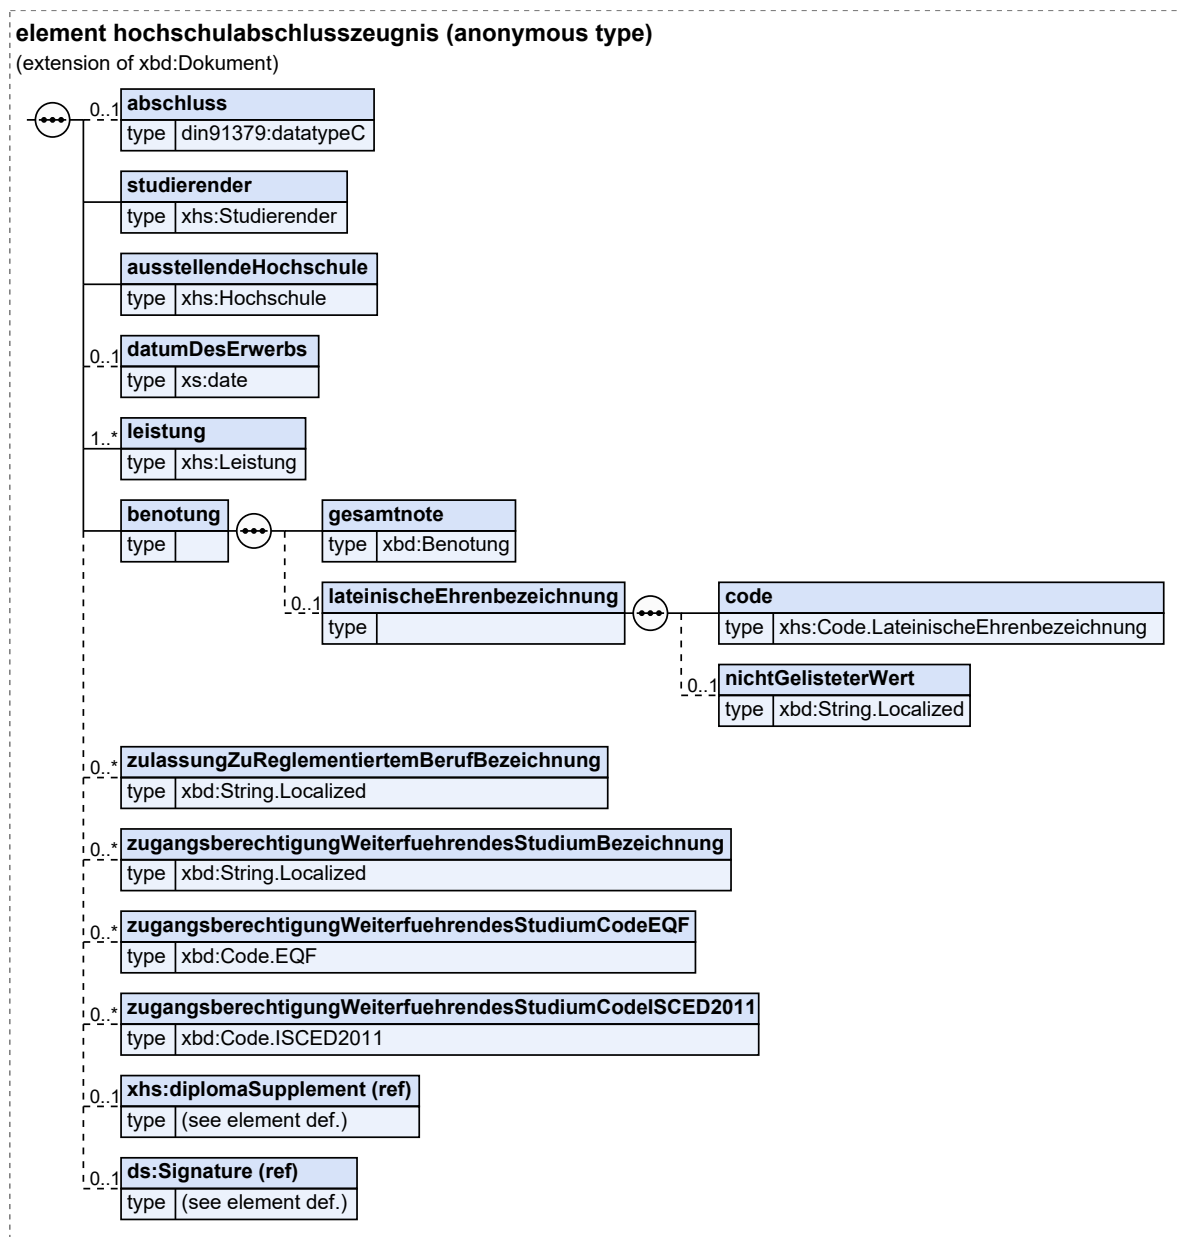 element hochschulabschlusszeugnis (anonymous type)
(extension of xbd:Dokument)
0..1 abschluss
type din91379:datatypeC
studierender
type xhs:Studierender
ausstellendeHochschule
type xhs:Hochschule
0..1 datumDesErwerbs
type xs:date
1..* leistung
type xhs:Leistung
benotung
type
gesamtnote
type xbd:Benotung
0..1 lateinischeEhrenbezeichnung
type
code
type xhs:Code.LateinischeEhrenbezeichnung
0..1 nichtGelisteterWert
type xbd:String.Localized
0..* zulassungZuReglementiertemBerufBezeichnung
type xbd:String.Localized
0..* zugangsberechtigungWeiterfuehrendesStudiumBezeichnung
type xbd:String.Localized
0..* zugangsberechtigungWeiterfuehrendesStudiumCodeEQF
type xbd:Code.EQF
0..* zugangsberechtigungWeiterfuehrendesStudiumCodeISCED2011
type xbd:Code.ISCED2011
0..1 xhs:diplomaSupplement (ref)
type (see element def.)
0..1 ds:Signature (ref)
type (see element def.)